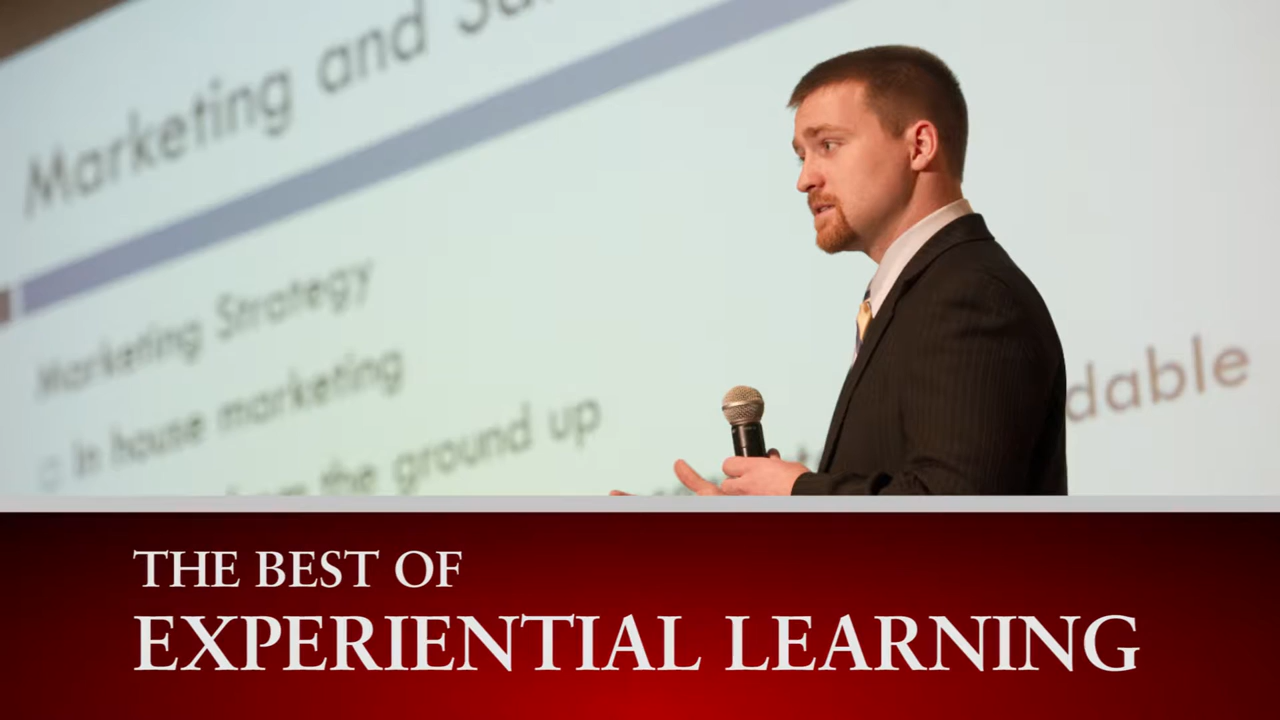 Marketing and
Marketing Strategy
In house marketing
the ground up
dable
THE BEST OF
EXPERIENTIAL LEARNING